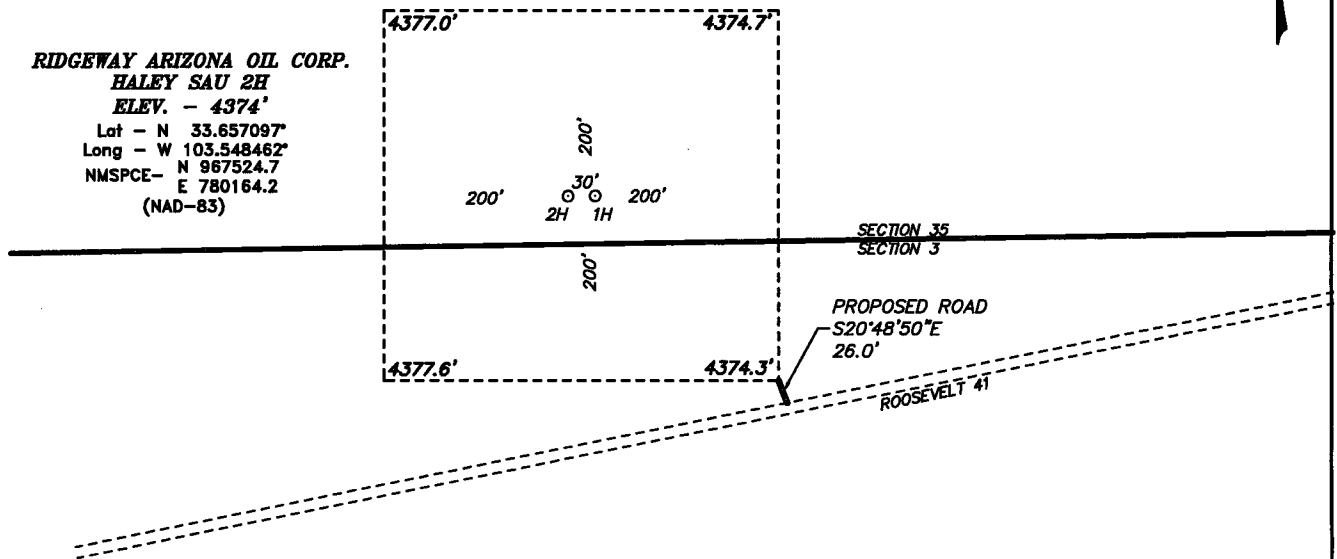 RIDGEWAY ARIZONA OIL CORP.
HALEY SAU 2H
ELEV. - 4374'
Lat - N 33.657097°
Long - W 103.548462°
NMSPCE- N 967524.7
E 780164.2
(NAD-83)
4377.0'
4374.7'
200'
200'
30'
200'
2H
1H
200'
SECTION 35
SECTION 3
PROPOSED ROAD
S20°48'50"E
26.0'
4377.6'
4374.3'
ROOSEVELT 41